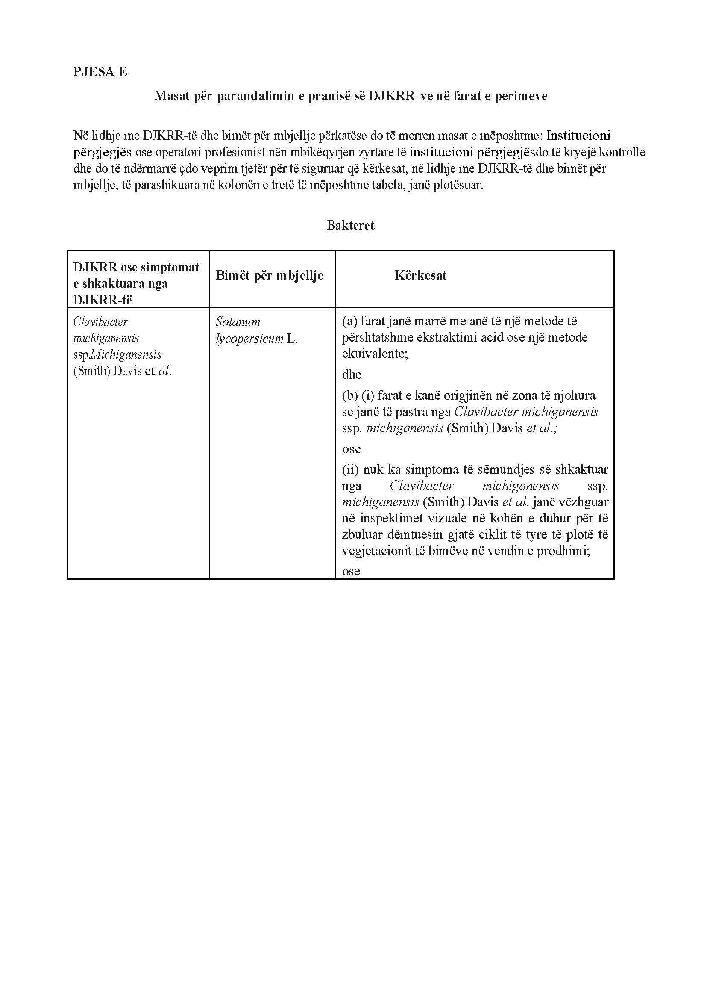 PJESA E
Masat për parandalimin e pranisë së DJKRR-ve në farat e perimeve
Në lidhje me DJKRR-të dhe bimët për mbjellje përkatëse do të merren masat e mëposhtme: Institucioni
përgjegjës ose operatori profesionist nën mbikëqyrjen zyrtare të institucioni përgjegjësdo të kryejë kontrolle
dhe do të ndërmarrë çdo veprim tjetër për të siguruar që kërkesat, në lidhje me DJKRR-të dhe bimët për
mbjellje, të parashikuara në kolonën e tretë të mëposhtme tabela, janë plotësuar.
Bakteret
DJKRR ose simptomat
e shkaktuara nga
DJKRR-të
Bimët për mbjellje
Kërkesat
Clavibacter
michiganensis
ssp.Michiganensis
(Smith) Davis et al.
Solanum
lycopersicum L.
(a) farat janë marrë me anë të një metode të
përshtatshme ekstraktimi acid ose një metode
ekuivalente;
dhe
(b) (i) farat e kanë origjinën në zona të njohura
se janë të pastra nga Clavibacter michiganensis
ssp. michiganensis (Smith) Davis et al.;
ose
(ii) nuk ka simptoma të sëmundjes së shkaktuar
nga Clavibacter michiganensis ssp.
michiganensis (Smith) Davis et al. janë vëzhguar
në inspektimet vizuale në kohën e duhur për të
zbuluar dëmtuesin gjatë ciklit të tyre të plotë të
vegjetacionit të bimëve në vendin e prodhimi;
ose